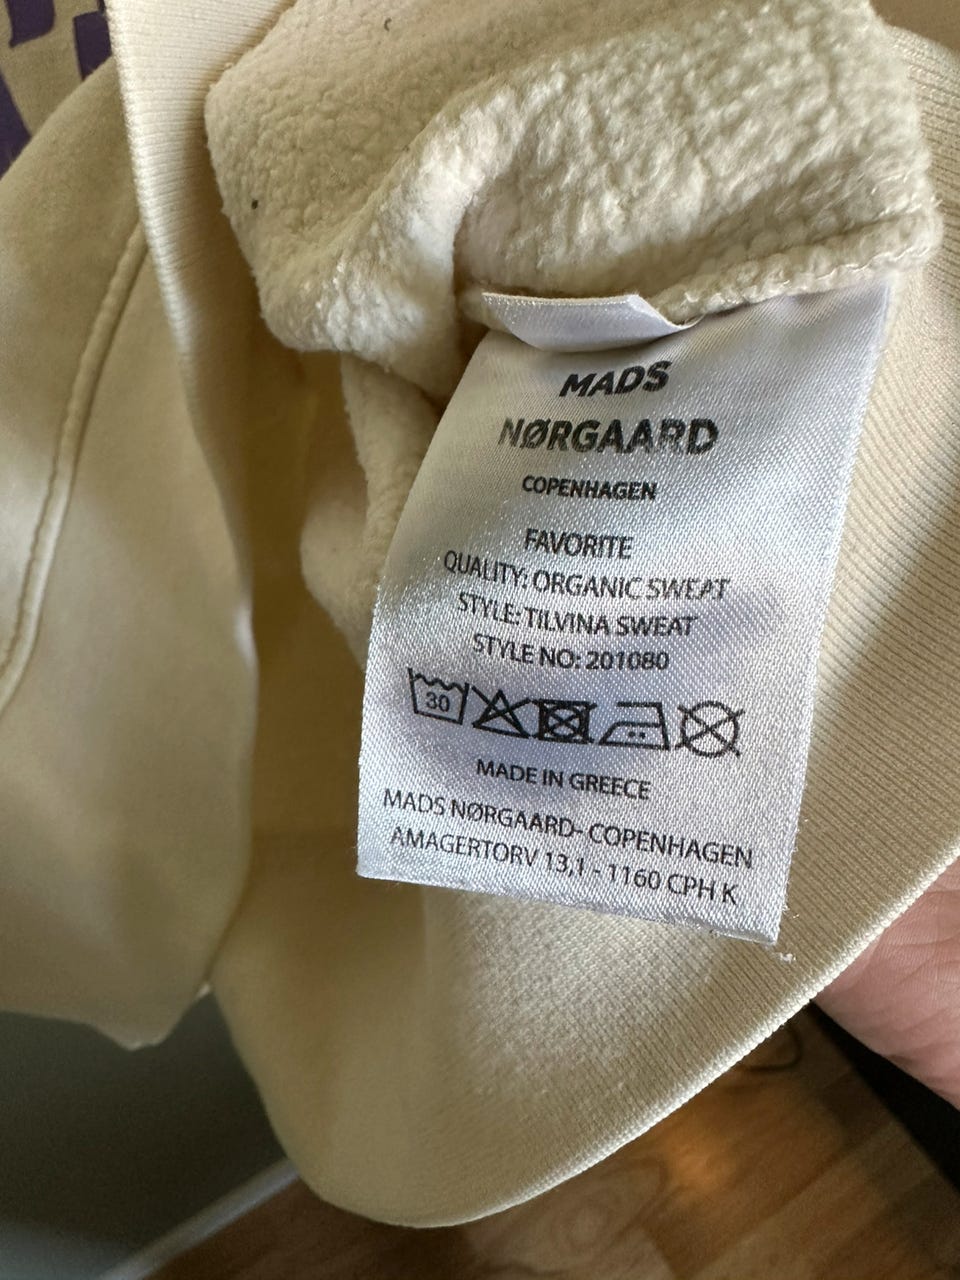 MADS
NØRGAARD
COPENHAGEN
FAVORITE
QUALITY: ORGANIC SWEAT
STYLE: TILVINA SWEAT
STYLE NO: 201080
30
MADE IN GREECE
MADS NØRGAARD- COPENHAGEN
AMAGERTORV 13,1 - 1160 CPH K